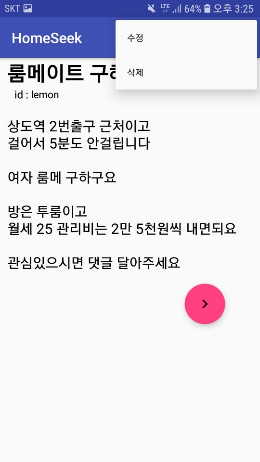 SKT LTE 64% 오후 3:25
HomeSeek
수정
삭제
룸메이트 구하
id : lemon
상도역 2번출구 근처이고
걸어서 5분도 안걸립니다
여자 룸메 구하구요
방은 투룸이고
월세 25 관리비는 2만 5천원씩 내면되요
관심있으시면 댓글 달아주세요